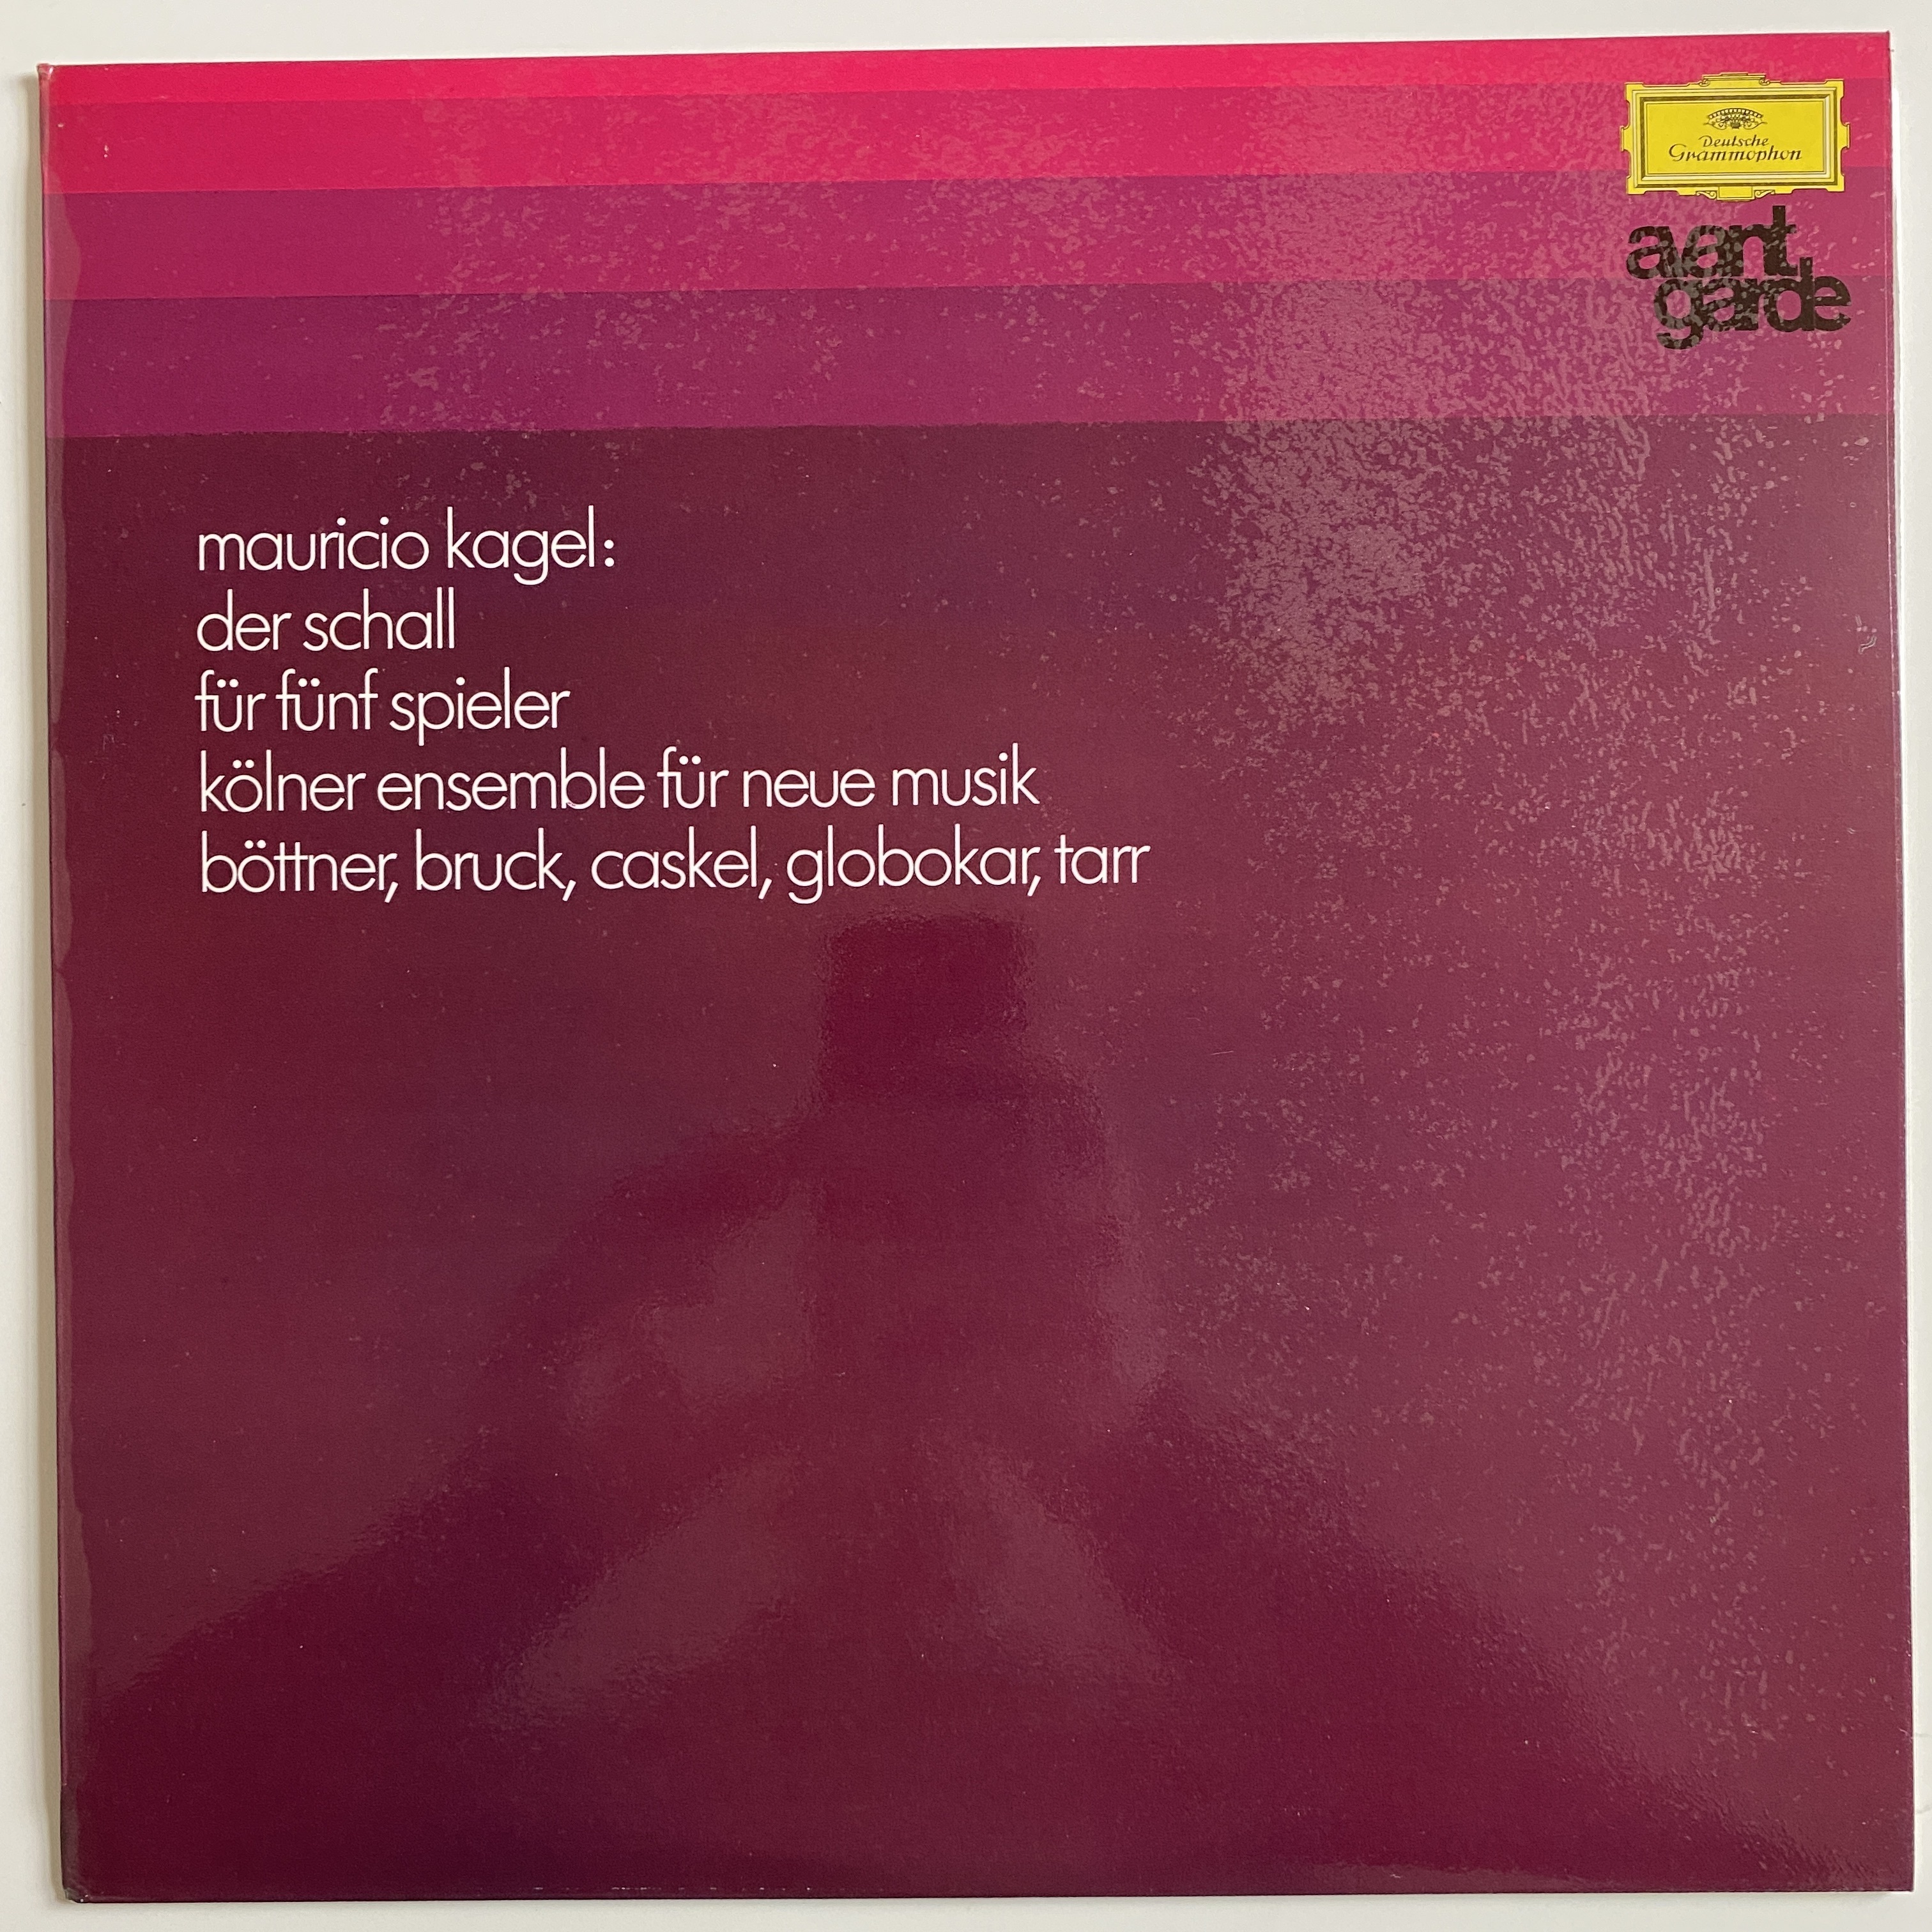 Deutsche
Grammophon
avant
garde
mauricio kagel:
der schall
für fünf spieler
kölner ensemble für neue musik
böttner, bruck, caskel, globokar, tarr